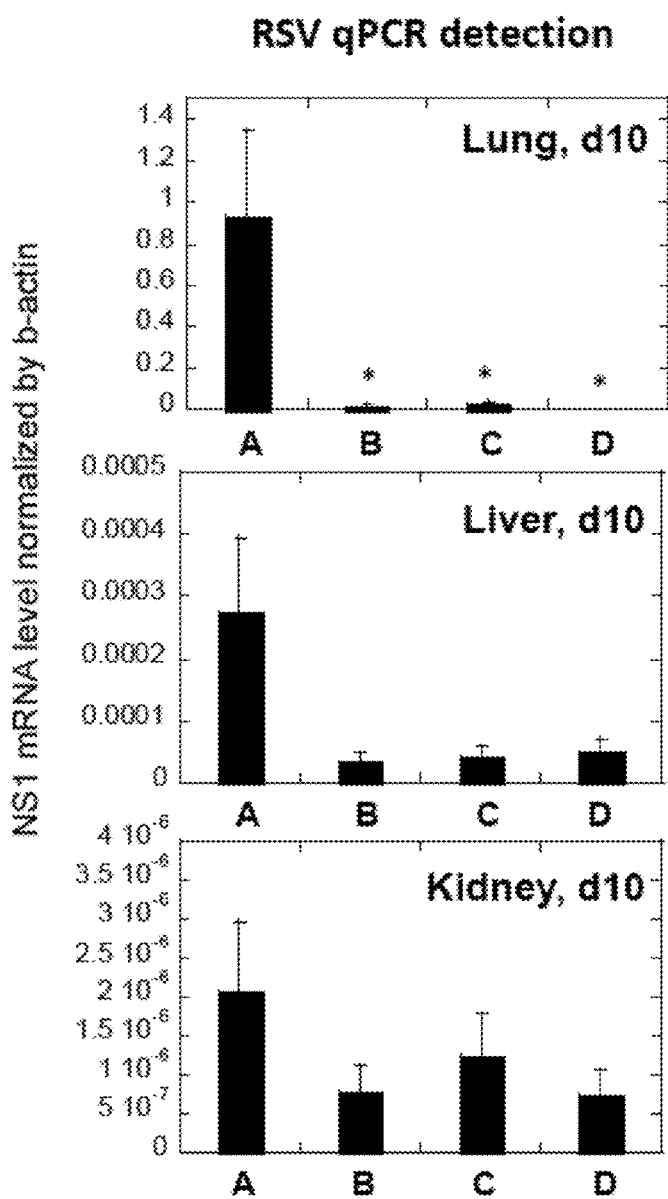 RSV qPCR detection
NS1 mRNA level normalized by b-actin
Lung, d10
1.4
1.2
1
0.8
0.6
0.4
0.2
0
* * *
A B C D
Liver, d10
0.0005
0.0004
0.0003
0.0002
0.0001
0
A B C D
Kidney, d10
4 10⁻⁶
3.5 10⁻⁶
3 10⁻⁶
2.5 10⁻⁶
2 10⁻⁶
1.5 10⁻⁶
1 10⁻⁶
5 10⁻⁷
0
A B C D